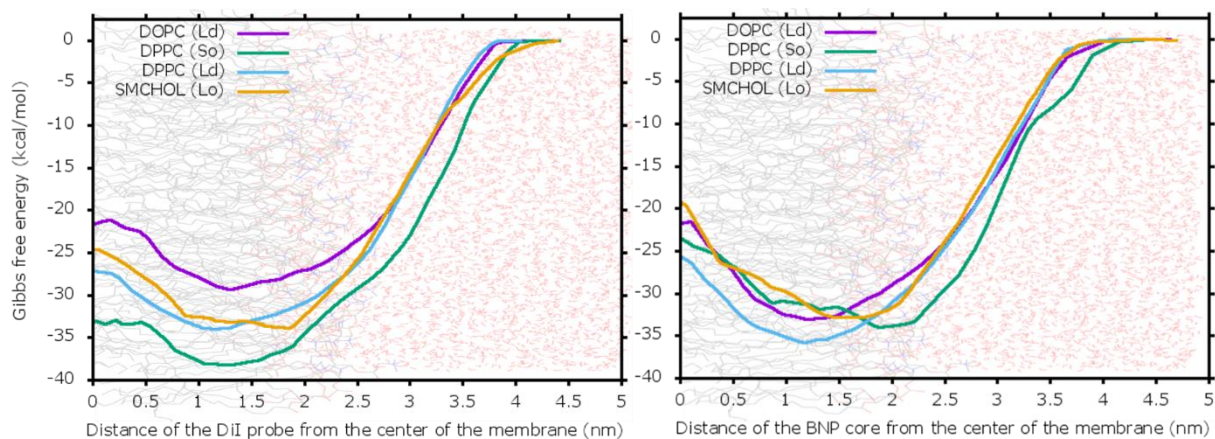 DOPC (Ld)
DPPC (So)
DPPC (Ld)
SMCHOL (Lo)
0
-5
-10
-15
-20
-25
-30
-35
-40
Gibbs free energy (kcal/mol)
0 0.5 1 1.5 2 2.5 3 3.5 4 4.5 5
Distance of the DiI probe from the center of the membrane (nm)
DOPC (Ld)
DPPC (So)
DPPC (Ld)
SMCHOL (Lo)
0
-5
-10
-15
-20
-25
-30
-35
-40
0 0.5 1 1.5 2 2.5 3 3.5 4 4.5 5
Distance of the BNP core from the center of the membrane (nm)